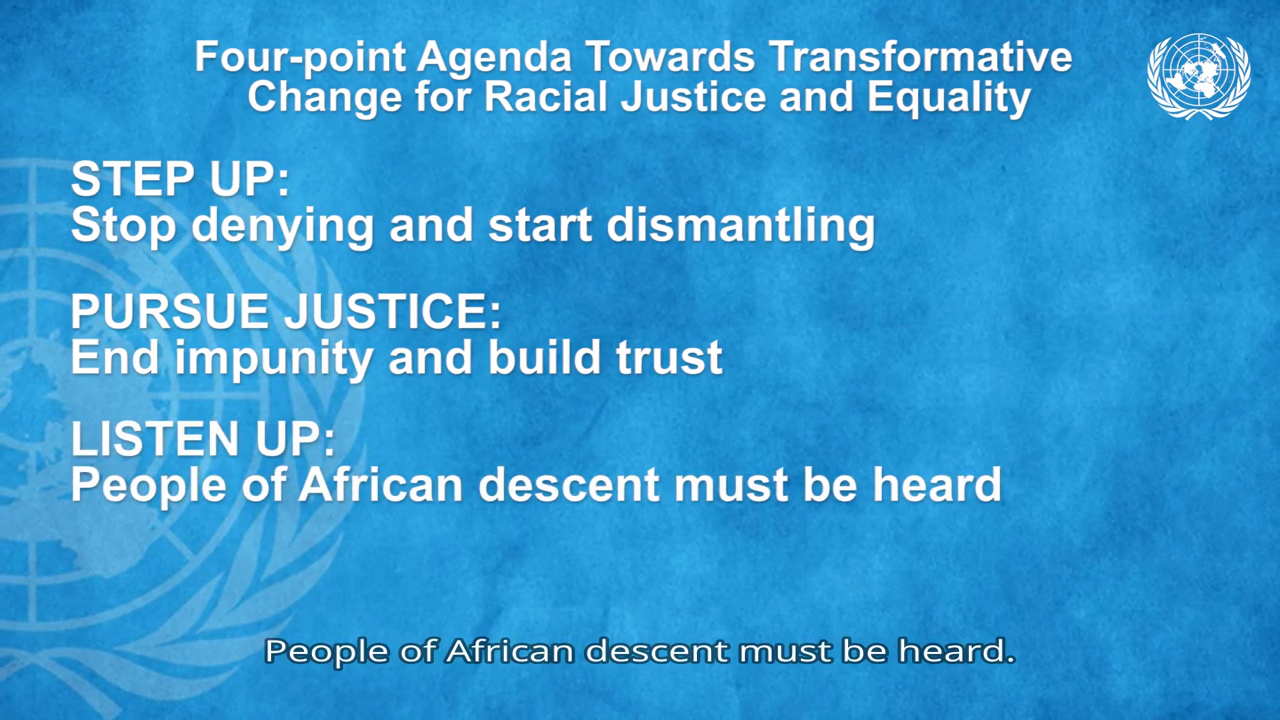 Four-point Agenda Towards Transformative
Change for Racial Justice and Equality
STEP UP:
Stop denying and start dismantling
PURSUE JUSTICE:
End impunity and build trust
LISTEN UP:
People of African descent must be heard
People of African descent must be heard.